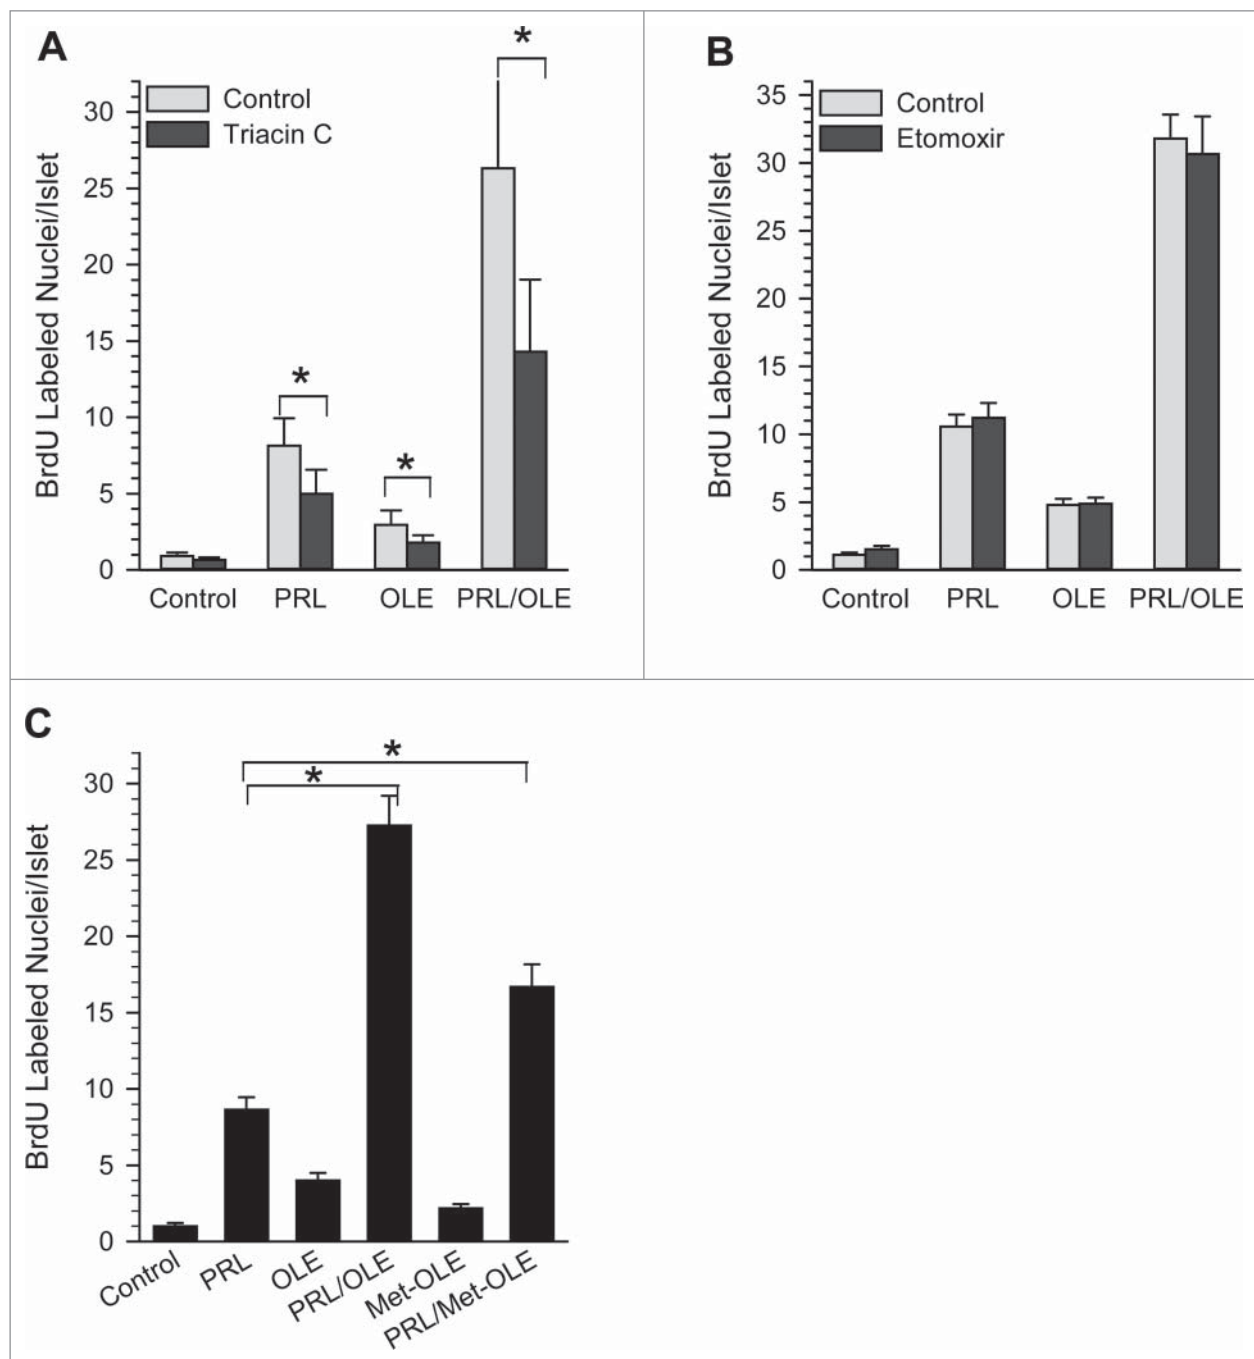 A
*
Control
Triacin C
30
25
20
15
10
5
0
BrdU Labeled Nuclei/Islet
*
*
Control PRL OLE PRL/OLE
B
Control
Etomoxir
35
30
25
20
15
10
5
0
BrdU Labeled Nuclei/Islet
Control PRL OLE PRL/OLE
C
*
*
30
25
20
15
10
5
0
BrdU Labeled Nuclei/Islet
Control
PRL
OLE
PRL/OLE
Met-OLE
PRL/Met-OLE